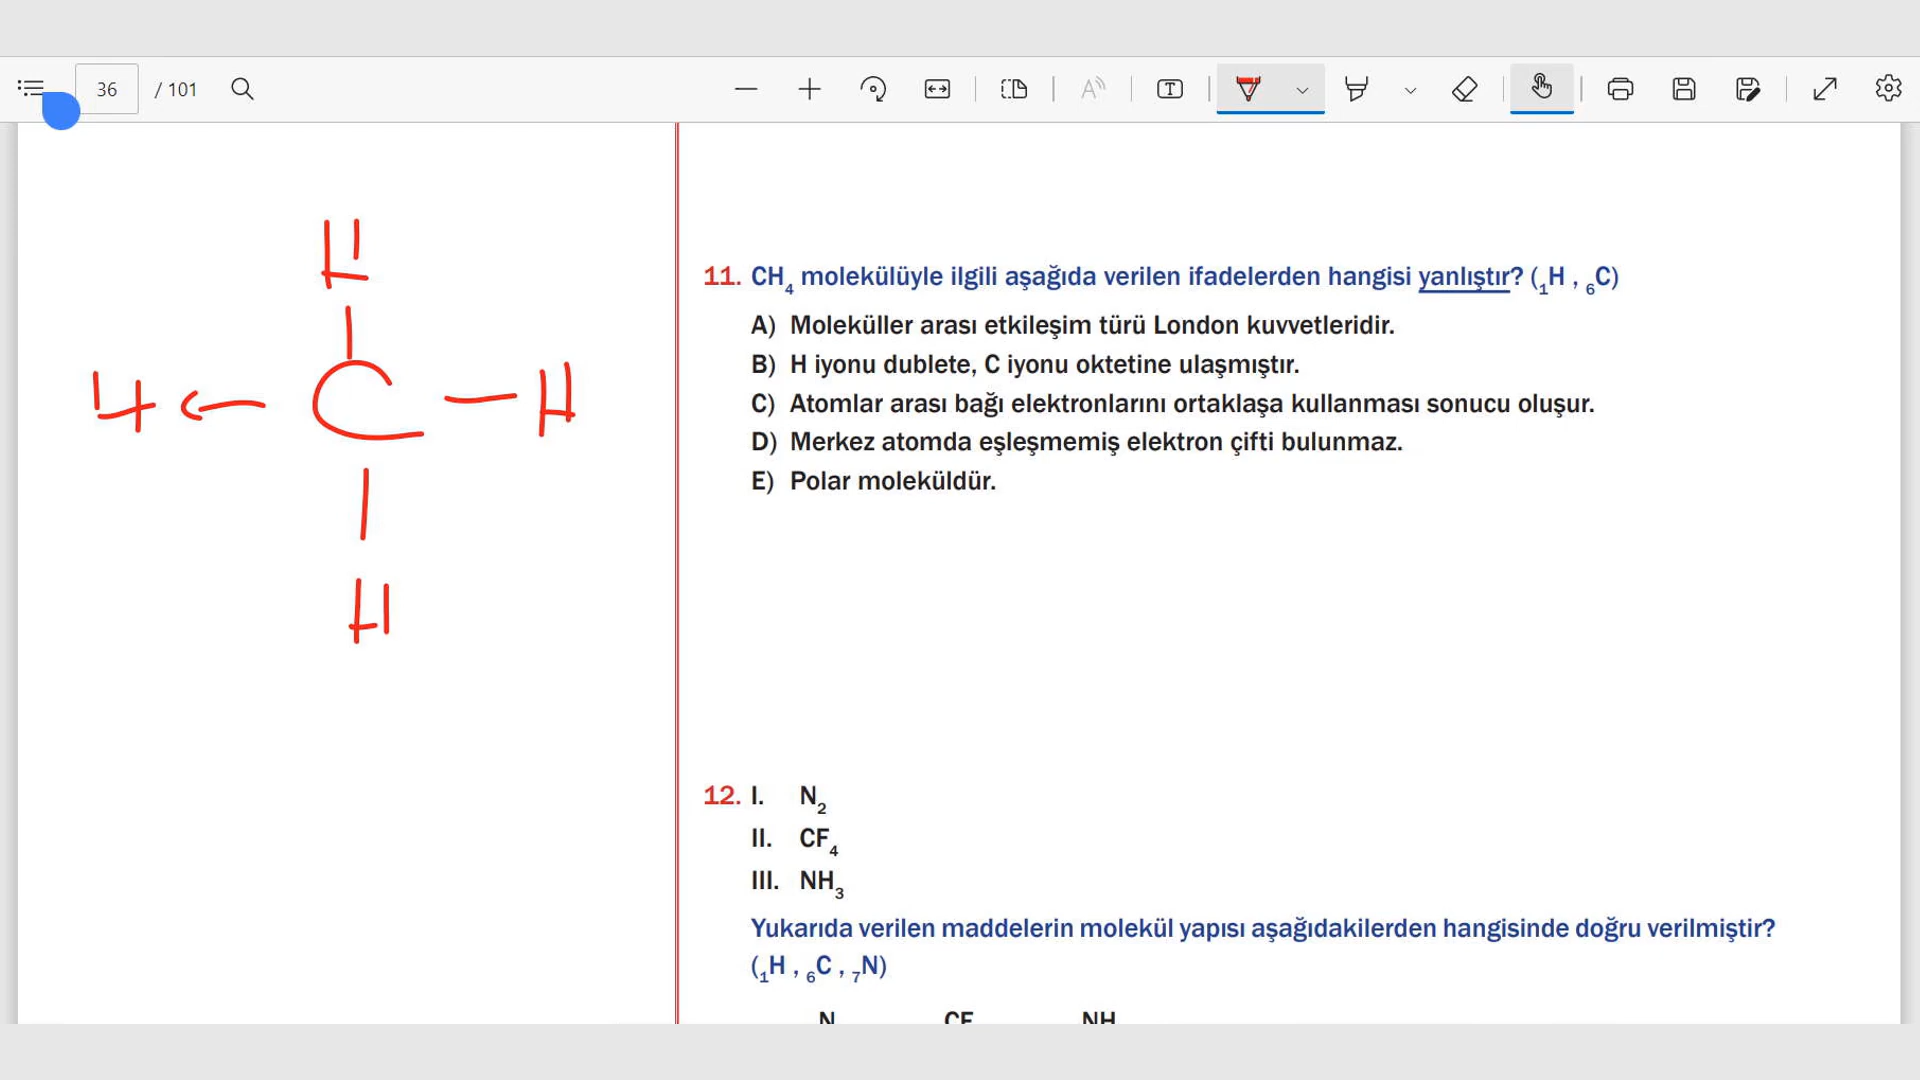 36 / 101
H
H ← C — H
H
11. CH4 molekülüyle ilgili aşağıda verilen ifadelerden hangisi yanlıştır? (1H , 6C)
A) Moleküller arası etkileşim türü London kuvvetleridir.
B) H iyonu dublete, C iyonu oktetine ulaşmıştır.
C) Atomlar arası bağı elektronlarını ortaklaşa kullanması sonucu oluşur.
D) Merkez atomda eşleşmemiş elektron çifti bulunmaz.
E) Polar moleküldür.
12. I. N2
II. CF4
III. NH3
Yukarıda verilen maddelerin molekül yapısı aşağıdakilerden hangisinde doğru verilmiştir?
(1H , 6C , 7N)
N CF NH